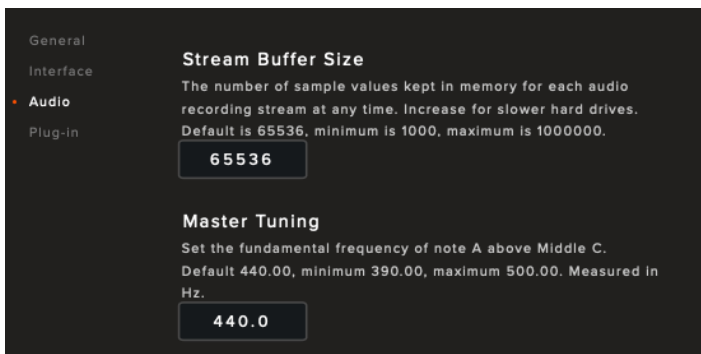 General
Interface
Audio
Plug-in
Stream Buffer Size
The number of sample values kept in memory for each audio
recording stream at any time. Increase for slower hard drives.
Default is 65536, minimum is 1000, maximum is 1000000.
65536
Master Tuning
Set the fundamental frequency of note A above Middle C.
Default 440.00, minimum 390.00, maximum 500.00. Measured in
Hz.
440.0